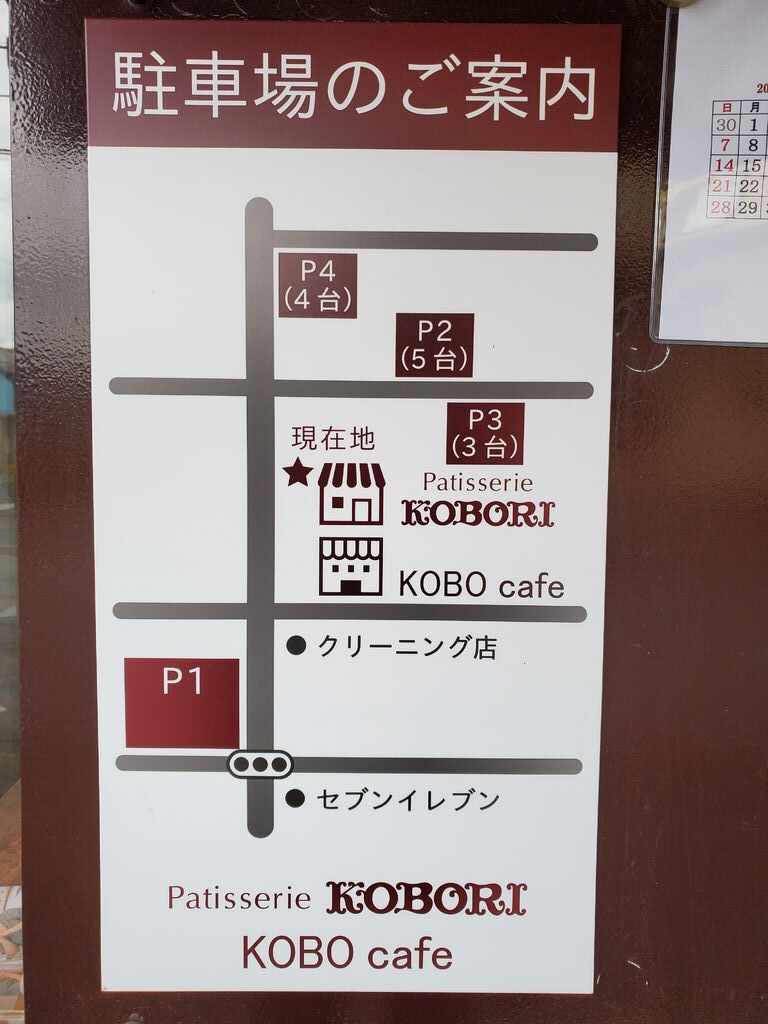 駐車場のご案内
P4
(4台)
P2
(5台)
P3
(3台)
現在地
Patisserie
KOBORI
KOBO cafe
クリーニング店
P1
セブンイレブン
Patisserie KOBORI
KOBO cafe
20
日 月
30 1
7 8
14 15
21 22
28 29